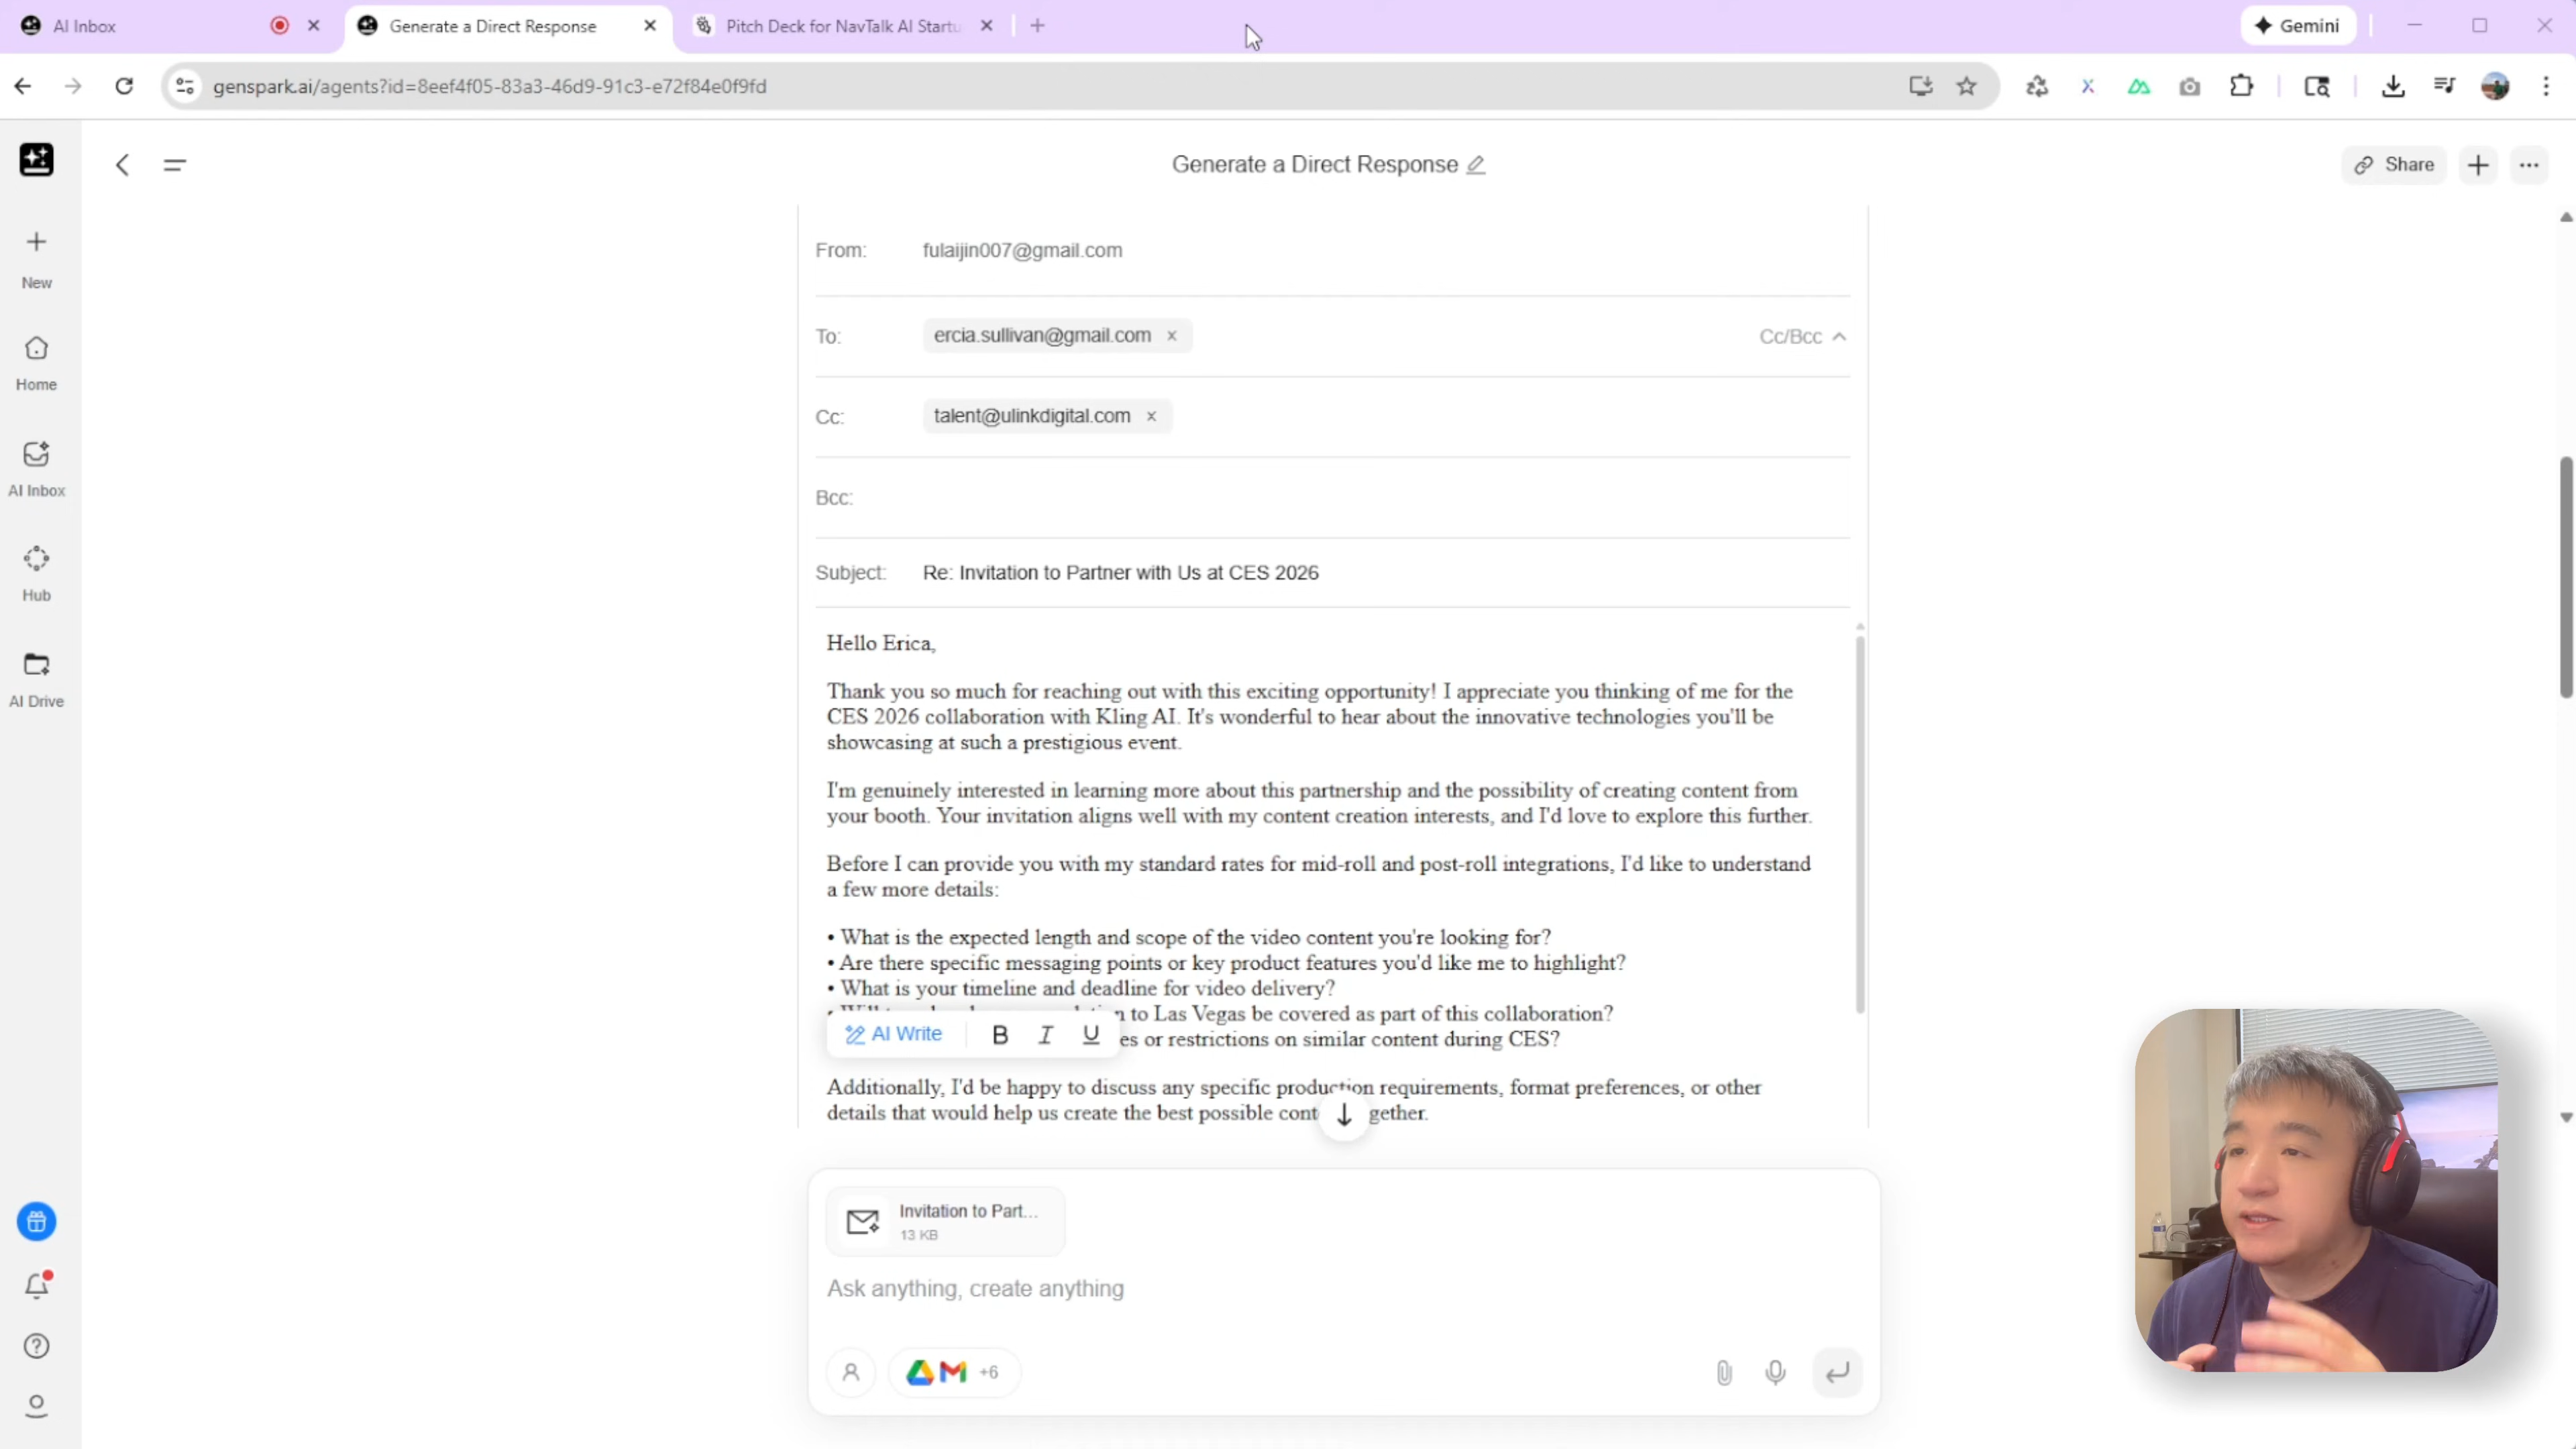 AI Inbox
Generate a Direct Response
Pitch Deck for NavTalk AI Startu
Gemini
genspark.ai/agents?id=8eef4f05-83a3-46d9-91c3-e72f84e0f9fd
Generate a Direct Response
Share
New
Home
AI Inbox
Hub
AI Drive
From: fulaijin007@gmail.com
To: ercia.sullivan@gmail.com Cc/Bcc
Cc: talent@ulinkdigital.com
Bcc:
Subject: Re: Invitation to Partner with Us at CES 2026
Hello Erica,
Thank you so much for reaching out with this exciting opportunity! I appreciate you thinking of me for the
CES 2026 collaboration with Kling AI. It's wonderful to hear about the innovative technologies you'll be
showcasing at such a prestigious event.
I'm genuinely interested in learning more about this partnership and the possibility of creating content from
your booth. Your invitation aligns well with my content creation interests, and I'd love to explore this further.
Before I can provide you with my standard rates for mid-roll and post-roll integrations, I'd like to understand
a few more details:
• What is the expected length and scope of the video content you're looking for?
• Are there specific messaging points or key product features you'd like me to highlight?
• What is your timeline and deadline for video delivery?
to Las Vegas be covered as part of this collaboration?
AI Write B I U
es or restrictions on similar content during CES?
Additionally, I'd be happy to discuss any specific production requirements, format preferences, or other
details that would help us create the best possible cont gether.
Invitation to Part...
13 KB
Ask anything, create anything
+6